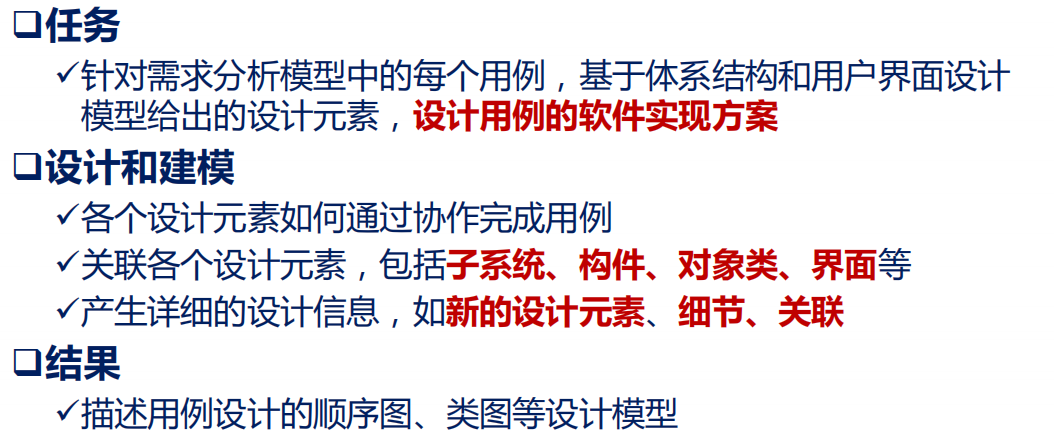 ❑任务
✓针对需求分析模型中的每个用例，基于体系结构和用户界面设计
模型给出的设计元素，设计用例的软件实现方案
❑设计和建模
✓各个设计元素如何通过协作完成用例
✓关联各个设计元素，包括子系统、构件、对象类、界面等
✓产生详细的设计信息，如新的设计元素、细节、关联
❑结果
✓描述用例设计的顺序图、类图等设计模型